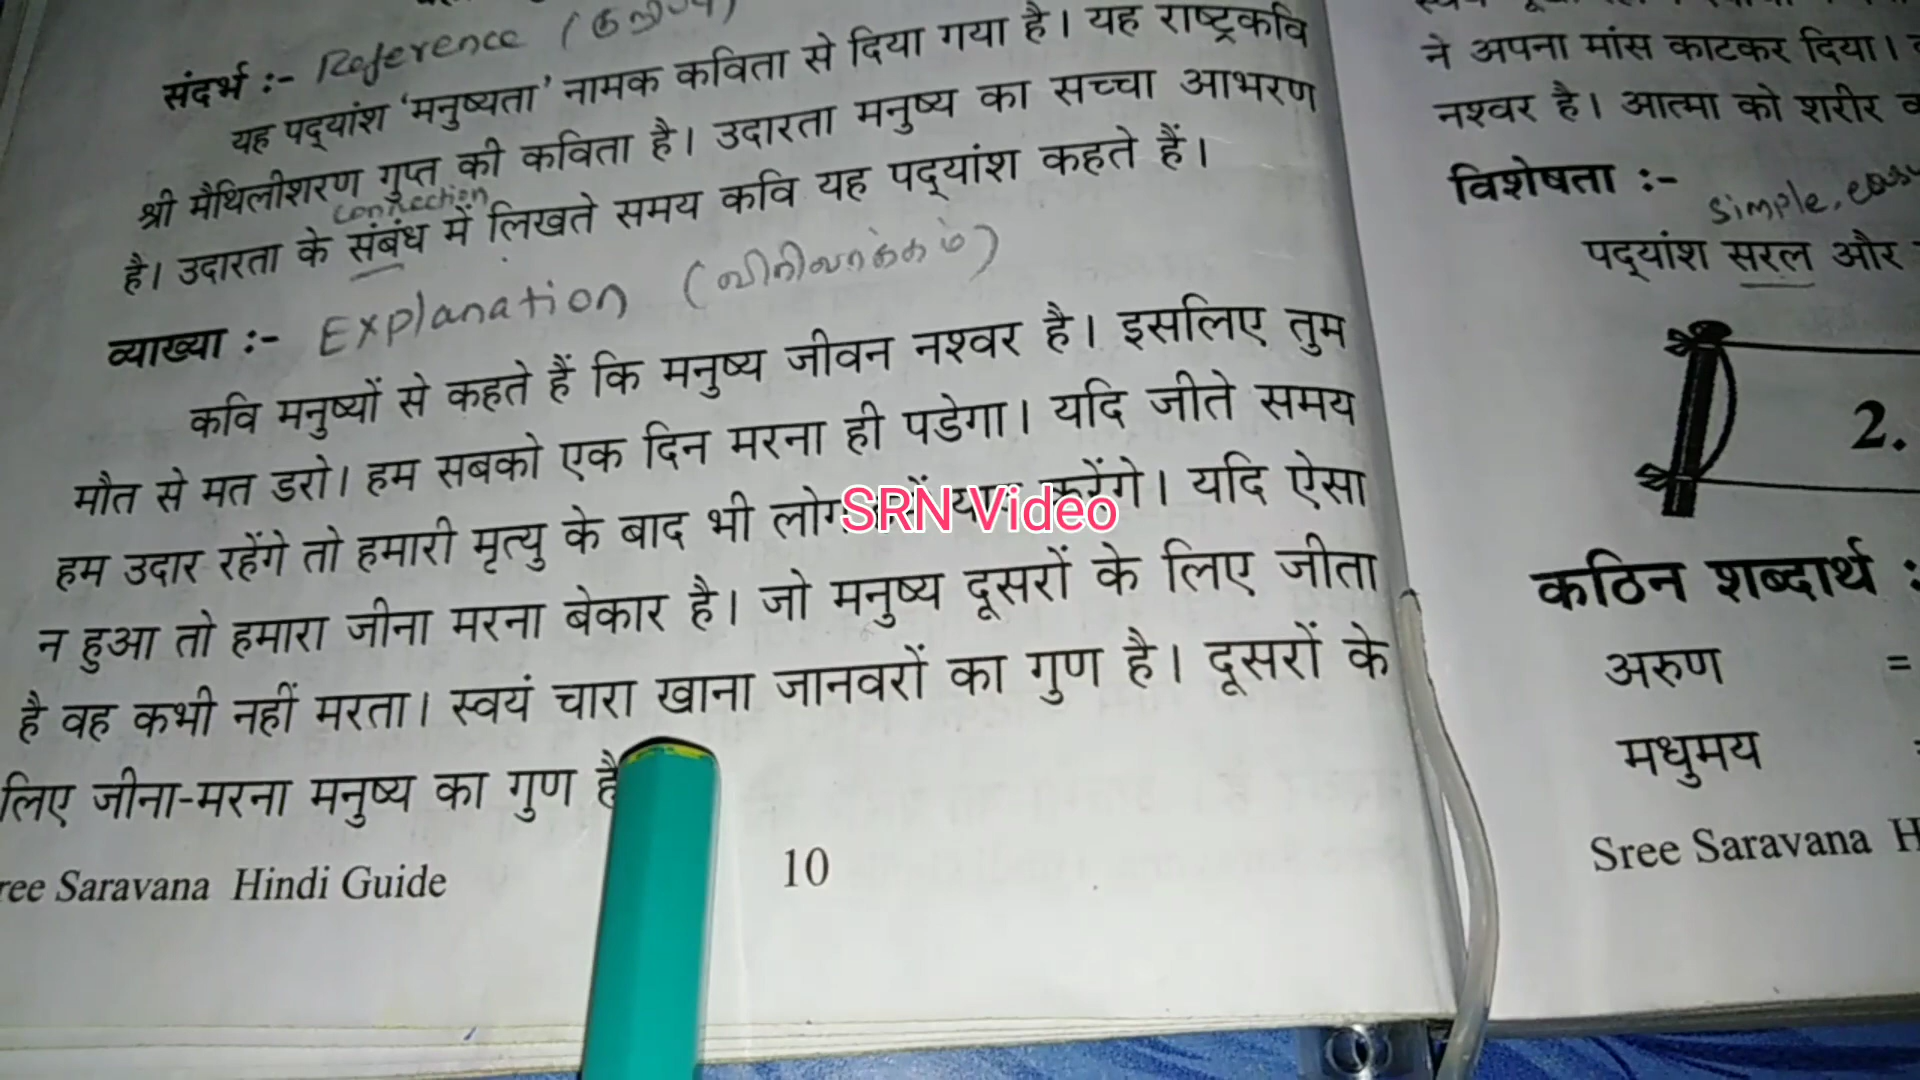 संदर्भ :- Reference
यह पद्यांश 'मनुष्यता' नामक कविता से दिया गया है। यह राष्ट्रकवि
श्री मैथिलीशरण गुप्त की कविता है। उदारता मनुष्य का सच्चा आभरण
connection
है। उदारता के संबंध में लिखते समय कवि यह पद्यांश कहते हैं।
व्याख्या :- Explanation
कवि मनुष्यों से कहते हैं कि मनुष्य जीवन नश्वर है। इसलिए तुम
मौत से मत डरो। हम सबको एक दिन मरना ही पडेगा। यदि जीते समय
हम उदार रहेंगे तो हमारी मृत्यु के बाद भी लोग करेंगे। यदि ऐसा
SRN Video
न हुआ तो हमारा जीना मरना बेकार है। जो मनुष्य दूसरों के लिए जीता
है वह कभी नहीं मरता। स्वयं चारा खाना जानवरों का गुण है। दूसरों के
लिए जीना-मरना मनुष्य का गुण है
ree Saravana Hindi Guide
10
ने अपना मांस काटकर दिया।
नश्वर है। आत्मा को शरीर
विशेषता :-
simple, easy
पद्यांश सरल और
2.
कठिन शब्दार्थ :
अरुण =
मधुमय
Sree Saravana H